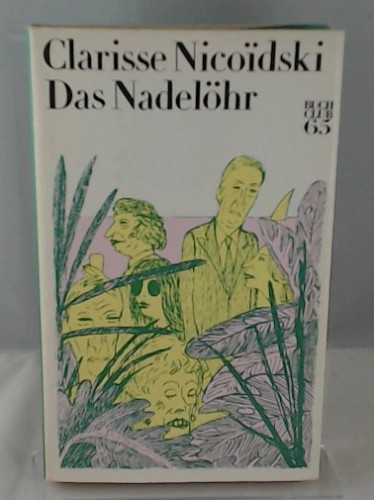 Clarisse Nicoïdski
Das Nadelöhr
BUCH
CLUB
65